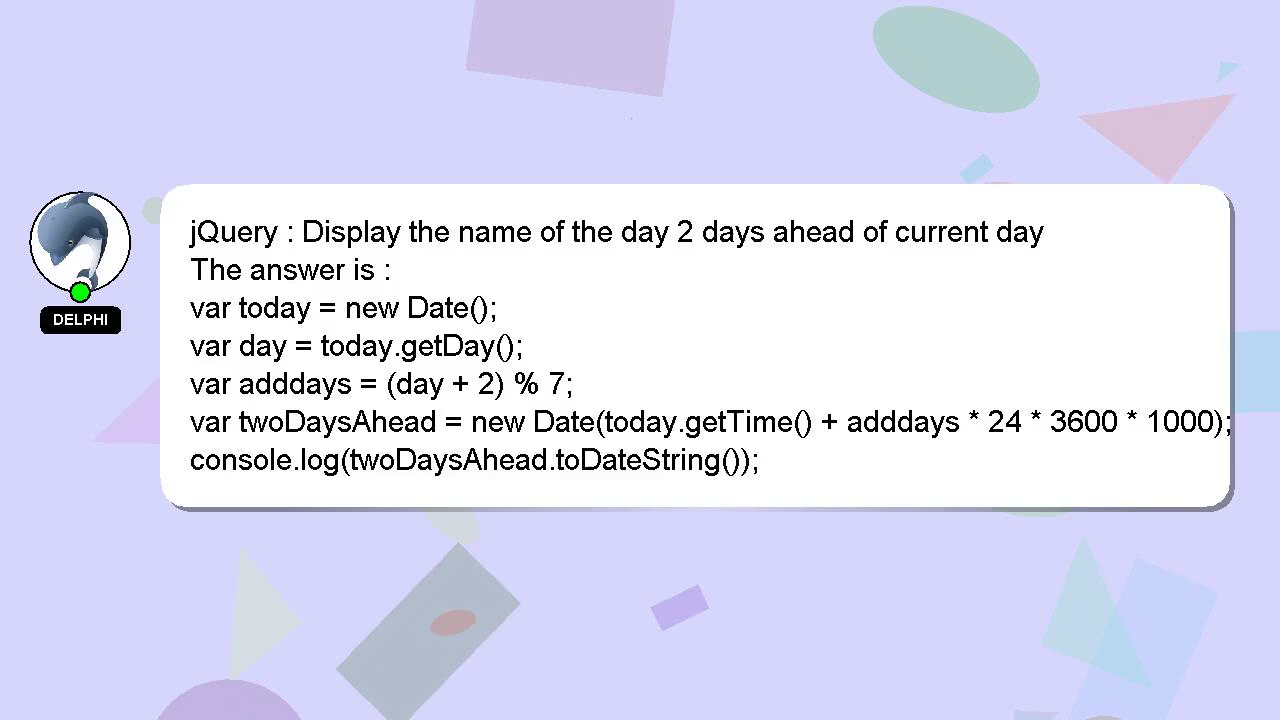 jQuery : Display the name of the day 2 days ahead of current day
The answer is :
var today = new Date();
var day = today.getDay();
var adddays = (day + 2) % 7;
var twoDaysAhead = new Date(today.getTime() + adddays * 24 * 3600 * 1000);
console.log(twoDaysAhead.toDateString());
DELPHI